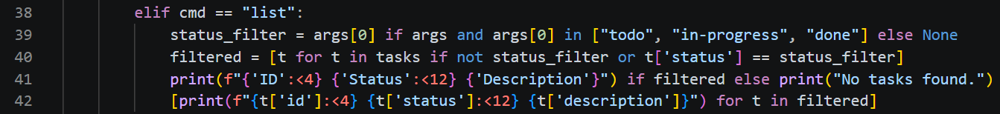 38 elif cmd == "list":
39 status_filter = args[0] if args and args[0] in ["todo", "in-progress", "done"] else None
40 filtered = [t for t in tasks if not status_filter or t['status'] == status_filter]
41 print(f"{'ID':<4} {'Status':<12} {'Description'}") if filtered else print("No tasks found.")
42 [print(f"{t['id']:<4} {t['status']:<12} {t['description']}") for t in filtered]